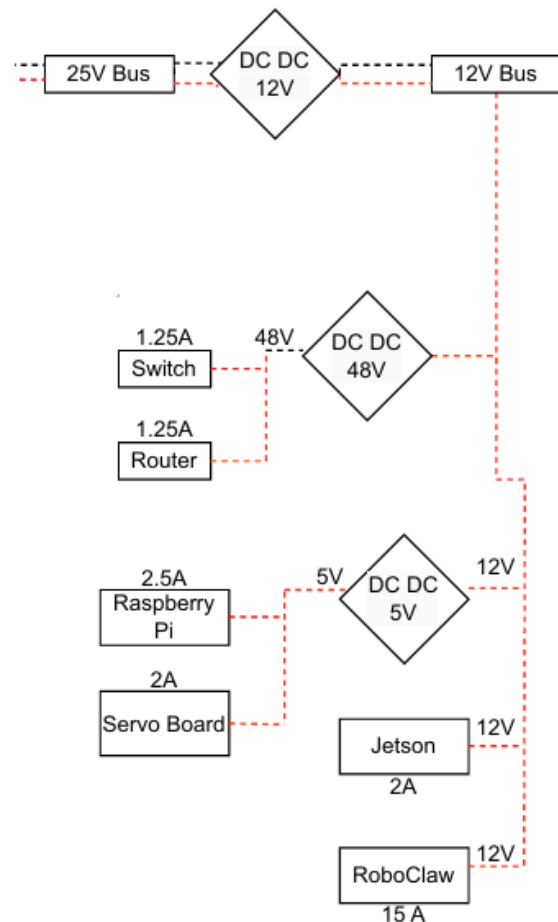 25V Bus
DC DC
12V
12V Bus
1.25A
Switch
48V
DC DC
48V
1.25A
Router
2.5A
Raspberry
Pi
5V
DC DC
5V
12V
2A
Servo Board
Jetson
12V
2A
RoboClaw
12V
15 A